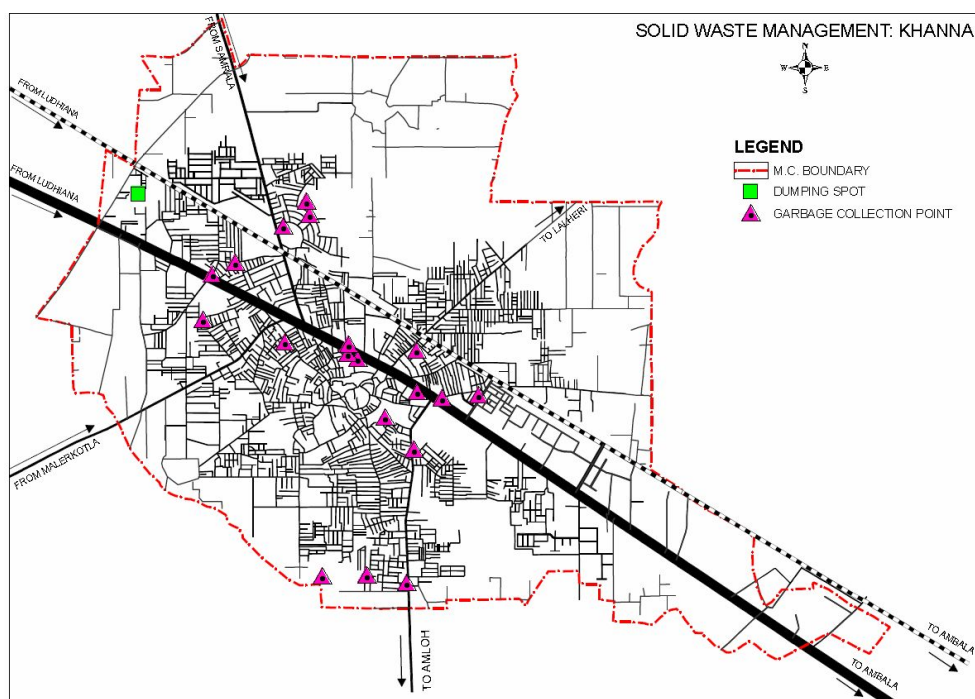 SOLID WASTE MANAGEMENT: KHANNA
N
W E
S
LEGEND
M.C. BOUNDARY
DUMPING SPOT
GARBAGE COLLECTION POINT
FROM SAMRALA
FROM LUDHIANA
FROM LUDHIANA
TO LALHERI
FROM MALERKOTLA
TO AMLOH
TO AMBALA
TO AMBALA